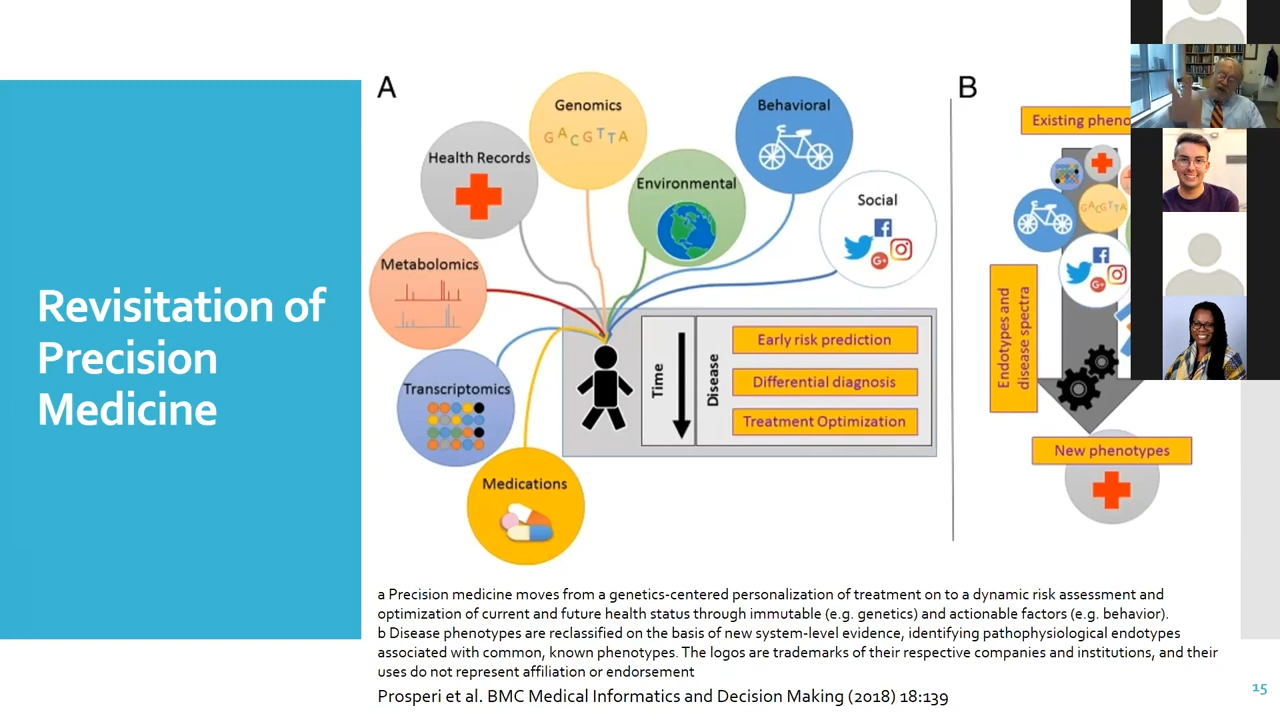 Revisitation of
Precision
Medicine
A
Genomics
GACGTTA
Behavioral
Health Records
Environmental
Social
Metabolomics
Transcriptomics
Medications
Time
Disease
Early risk prediction
Differential diagnosis
Treatment Optimization
B
Existing pheno
GACGTTA
Endotypes and
disease spectra
New phenotypes
a Precision medicine moves from a genetics-centered personalization of treatment on to a dynamic risk assessment and
optimization of current and future health status through immutable (e.g. genetics) and actionable factors (e.g. behavior).
b Disease phenotypes are reclassified on the basis of new system-level evidence, identifying pathophysiological endotypes
associated with common, known phenotypes. The logos are trademarks of their respective companies and institutions, and their
uses do not represent affiliation or endorsement
Prosperi et al. BMC Medical Informatics and Decision Making (2018) 18:139
15